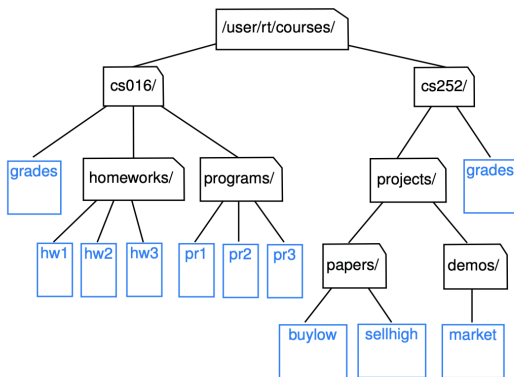 /user/rt/courses/
cs016/
cs252/
grades
homeworks/
programs/
projects/
grades
hw1
hw2
hw3
pr1
pr2
pr3
papers/
demos/
buylow
sellhigh
market